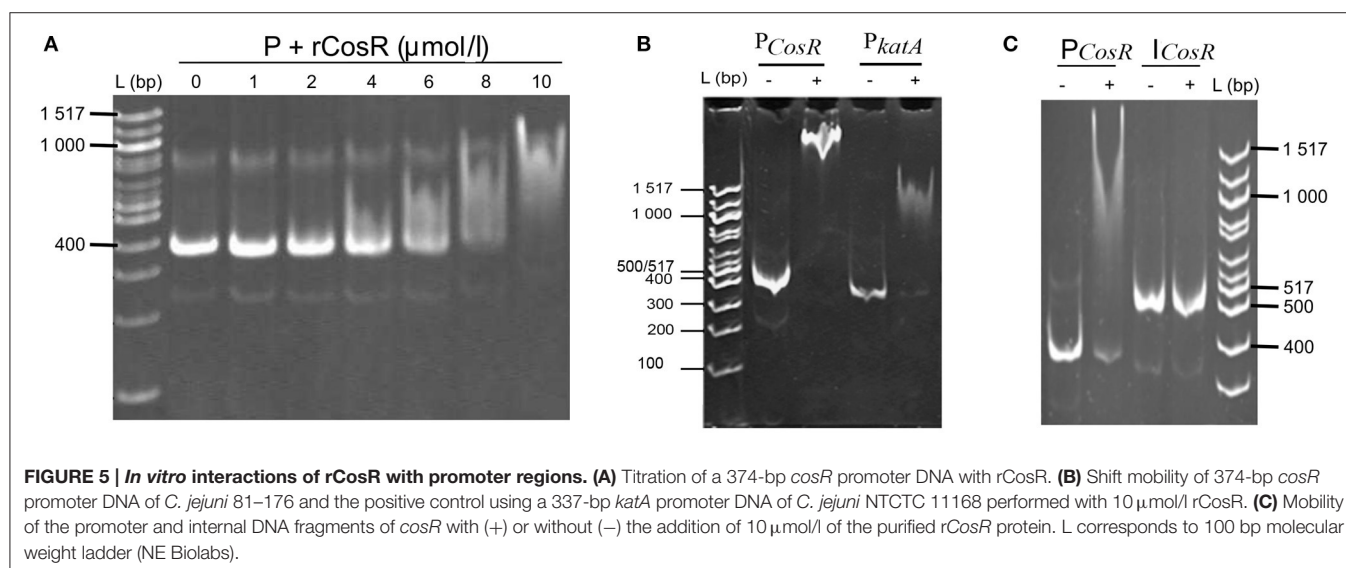 A
P + rCosR (µmol/l)
L (bp) 0 1 2 4 6 8 10
1 517
1 000
400
B
PCosR PkatA
L (bp) - + - +
1 517
1 000
500/517
400
300
200
100
C
PCosR ICosR
- + - + L (bp)
1 517
1 000
517
500
400
FIGURE 5 | In vitro interactions of rCosR with promoter regions. (A) Titration of a 374-bp cosR promoter DNA with rCosR. (B) Shift mobility of 374-bp cosR
promoter DNA of C. jejuni 81–176 and the positive control using a 337-bp katA promoter DNA of C. jejuni NTCTC 11168 performed with 10 µmol/l rCosR. (C) Mobility
of the promoter and internal DNA fragments of cosR with (+) or without (−) the addition of 10 µmol/l of the purified rCosR protein. L corresponds to 100 bp molecular
weight ladder (NE Biolabs).